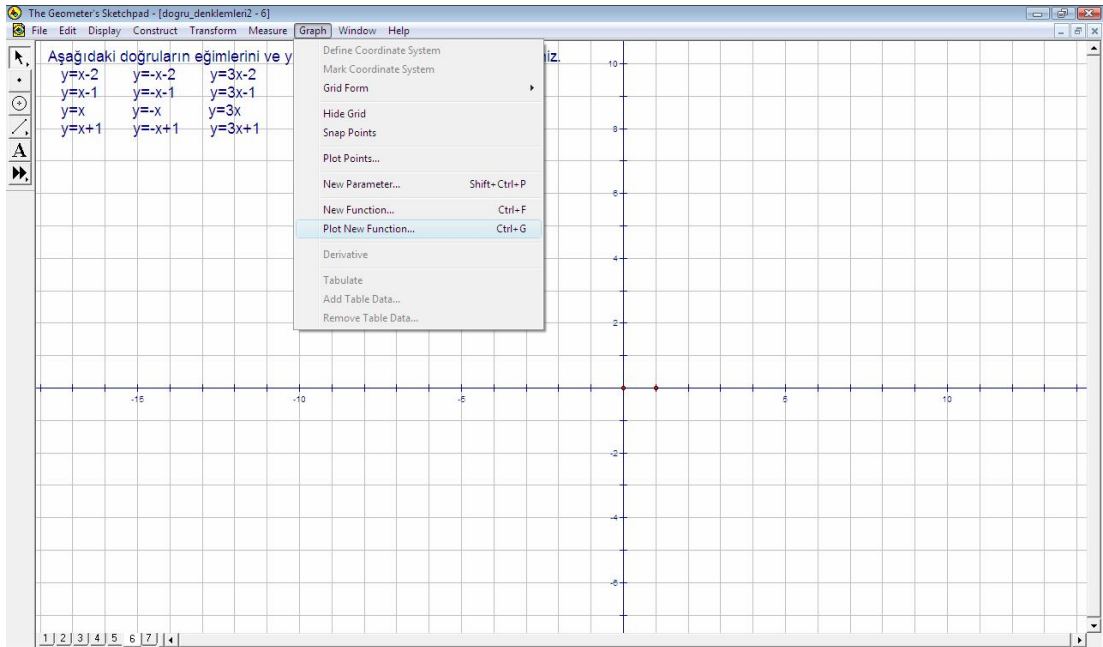 The Geometer's Sketchpad - [dogru_denklemleri2 - 6]
File Edit Display Construct Transform Measure Graph Window Help
Aşağıdaki doğruların eğimlerini ve y iz.
y=x-2 y=-x-2 y=3x-2
y=x-1 y=-x-1 y=3x-1
y=x y=-x y=3x
y=x+1 y=-x+1 y=3x+1
A
Define Coordinate System
Mark Coordinate System
Grid Form
Hide Grid
Snap Points
Plot Points...
New Parameter... Shift+Ctrl+P
New Function... Ctrl+F
Plot New Function... Ctrl+G
Derivative
Tabulate
Add Table Data...
Remove Table Data...
10
8
6
4
2
-15 -10 -5 5 10
-2
-4
-6
1 2 3 4 5 6 7